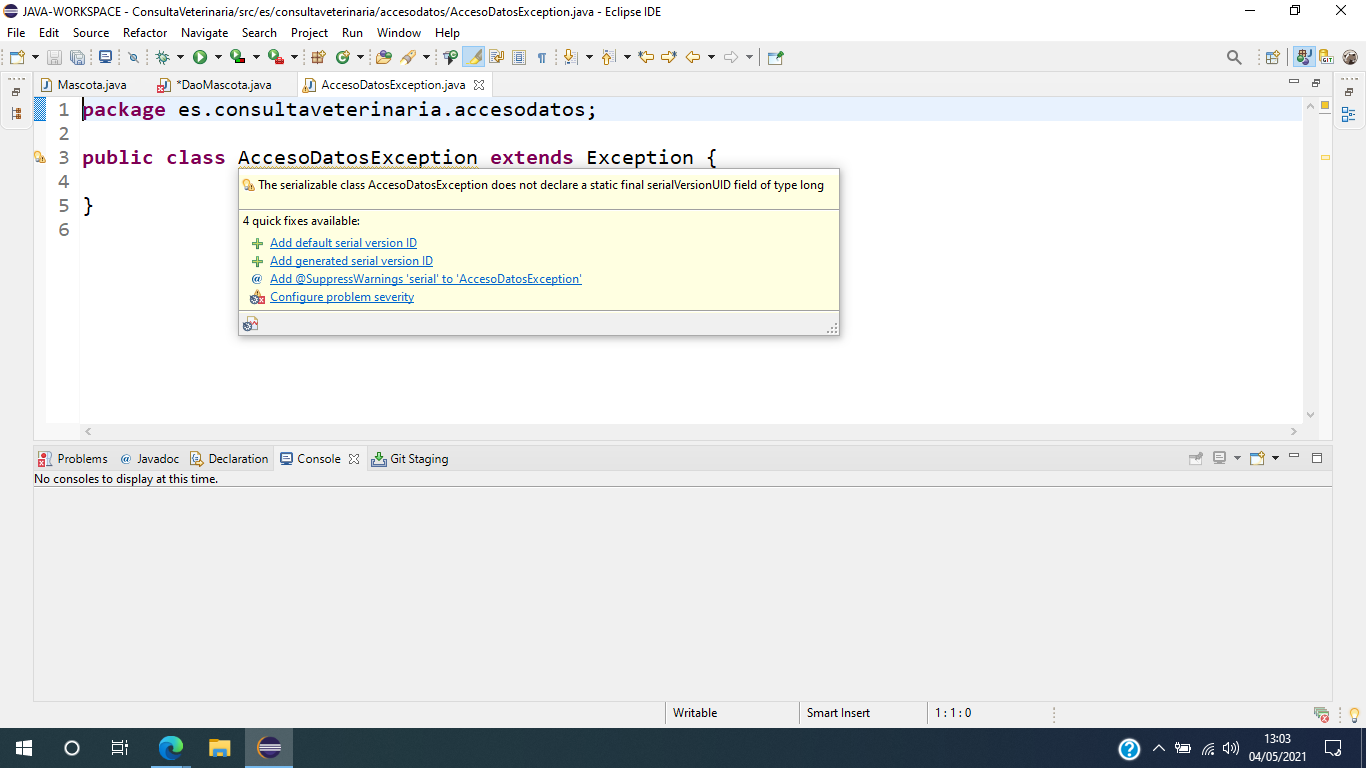 JAVA-WORKSPACE - ConsultaVeterinaria/src/es/consultaveterinaria/accesodatos/AccesoDatosException.java - Eclipse IDE
File Edit Source Refactor Navigate Search Project Run Window Help
Mascota.java *DaoMascota.java AccesoDatosException.java
1 package es.consultaveterinaria.accesodatos;
2
3 public class AccesoDatosException extends Exception {
4
5 }
6
The serializable class AccesoDatosException does not declare a static final serialVersionUID field of type long
4 quick fixes available:
Add default serial version ID
Add generated serial version ID
@ Add @SuppressWarnings 'serial' to 'AccesoDatosException'
Configure problem severity
Problems @ Javadoc Declaration Console Git Staging
No consoles to display at this time.
Writable Smart Insert 1 : 1 : 0
13:03
04/05/2021